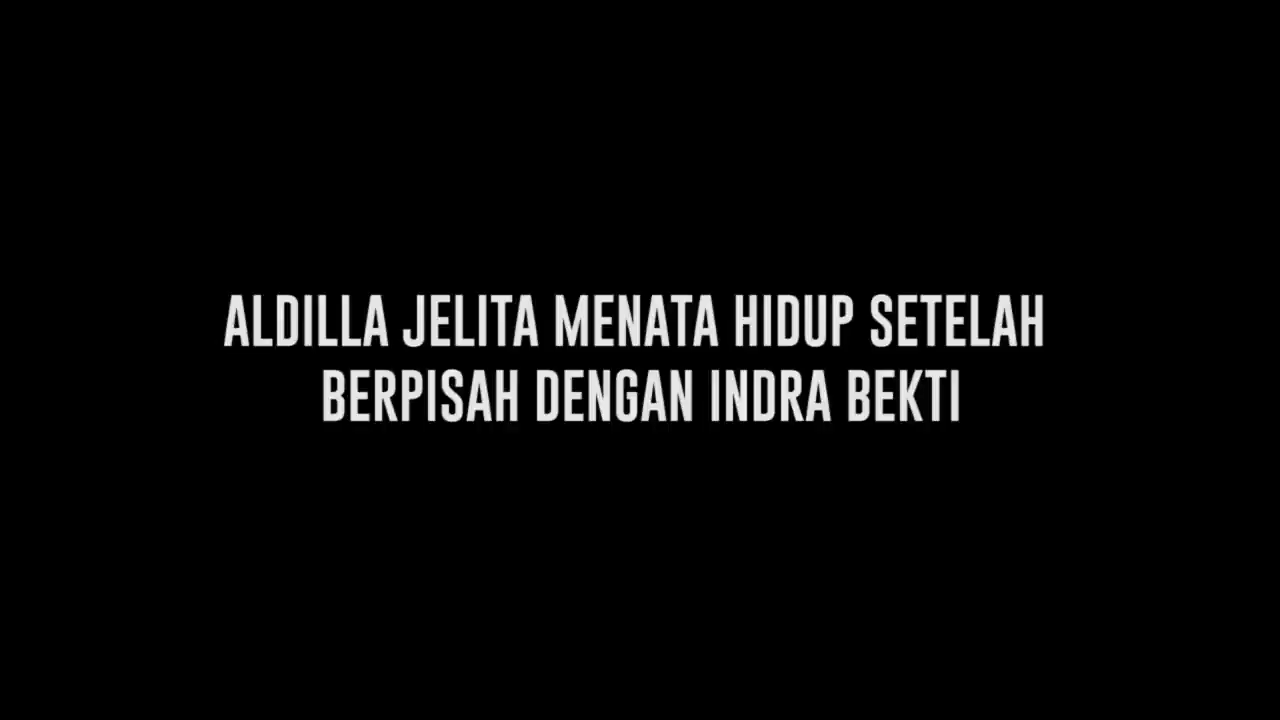 ALDILLA JELITA MENATA HIDUP SETELAH
BERPISAH DENGAN INDRA BEKTI